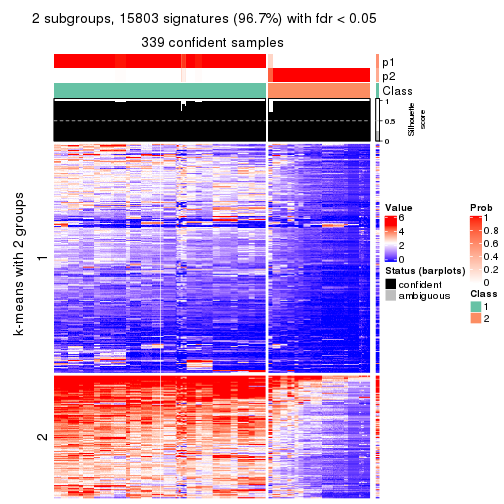 2 subgroups, 15803 signatures (96.7%) with fdr < 0.05
339 confident samples
p1
p2
Class
1
0.5
0
Silhouette
score
k-means with 2 groups
1
2
Value
6
4
2
0
Status (barplots)
confident
ambiguous
Prob
1
0.8
0.6
0.4
0.2
0
Class
1
2